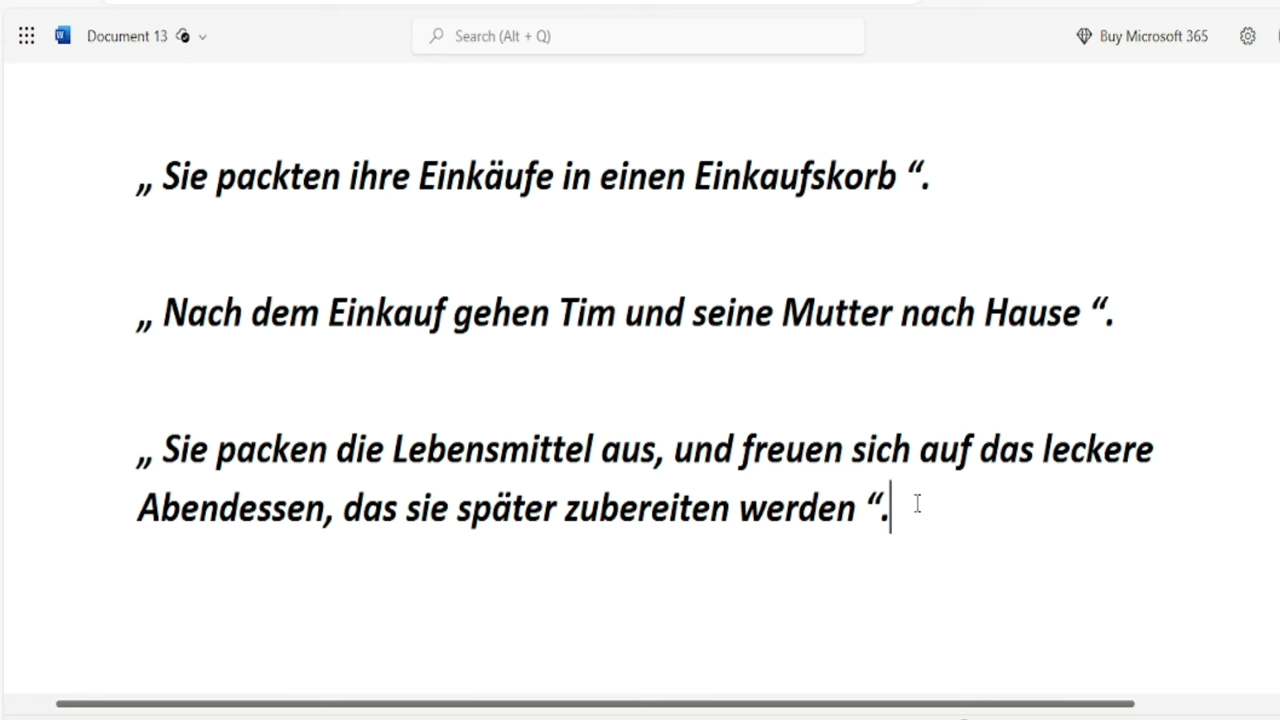 Document 13
Search (Alt + Q)
Buy Microsoft 365
„ Sie packten ihre Einkäufe in einen Einkaufskorb “.
„ Nach dem Einkauf gehen Tim und seine Mutter nach Hause “.
„ Sie packen die Lebensmittel aus, und freuen sich auf das leckere
Abendessen, das sie später zubereiten werden “.